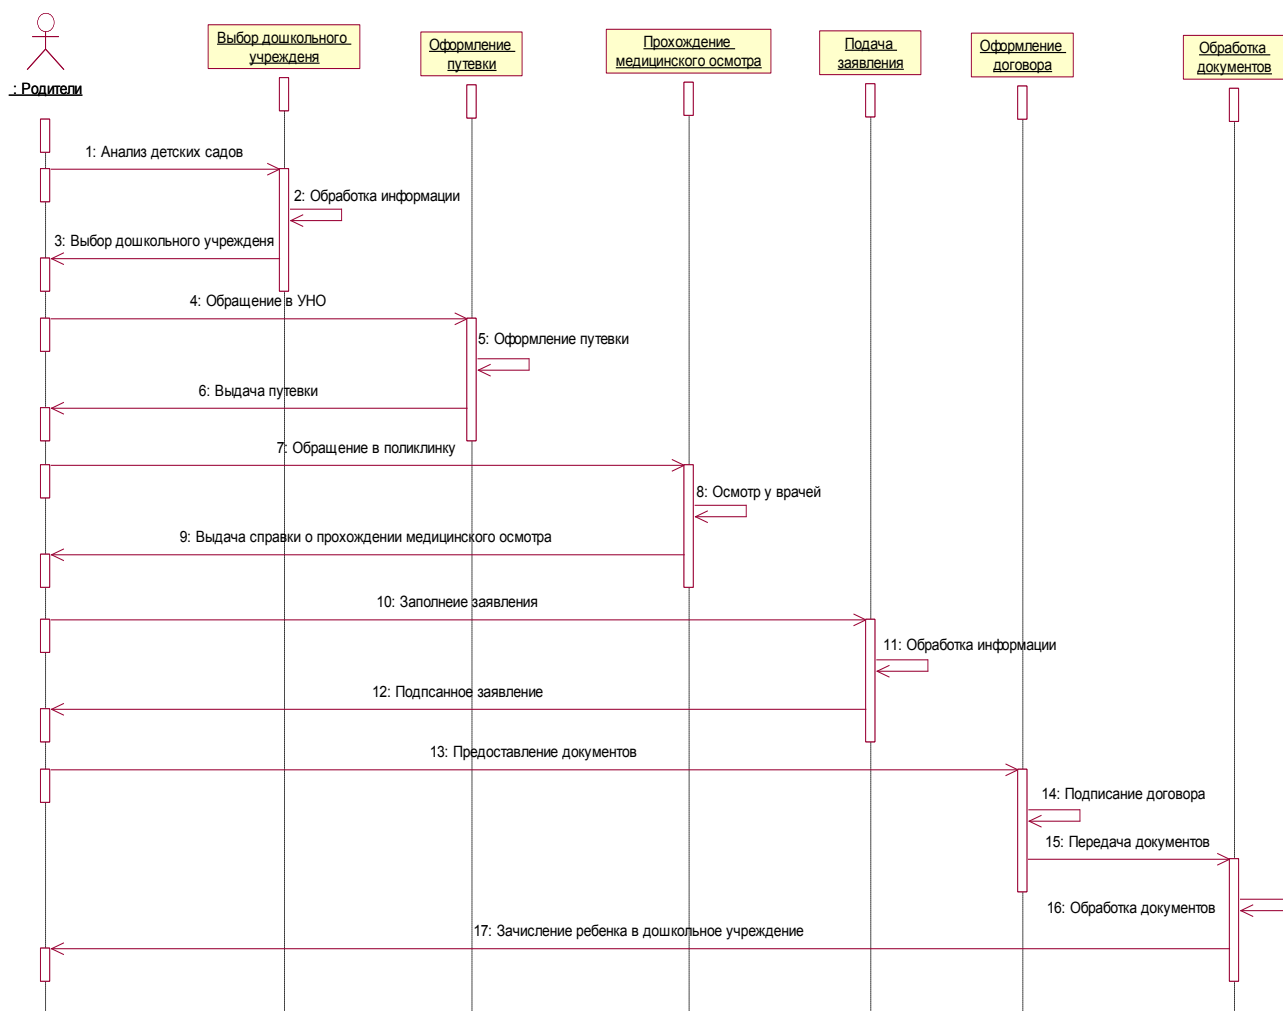 : Родители
Выбор дошкольного
учрежденя
Оформление
путевки
Прохождение
медицинского осмотра
Подача
заявления
Оформление
договора
Обработка
документов
1: Анализ детских садов
2: Обработка информации
3: Выбор дошкольного учрежденя
4: Обращение в УНО
5: Оформление путевки
6: Выдача путевки
7: Обращение в поликлинку
8: Осмотр у врачей
9: Выдача справки о прохождении медицинского осмотра
10: Заполнеие заявления
11: Обработка информации
12: Подпсанное заявление
13: Предоставление документов
14: Подписание договора
15: Передача документов
16: Обработка документов
17: Зачисление ребенка в дошкольное учреждение